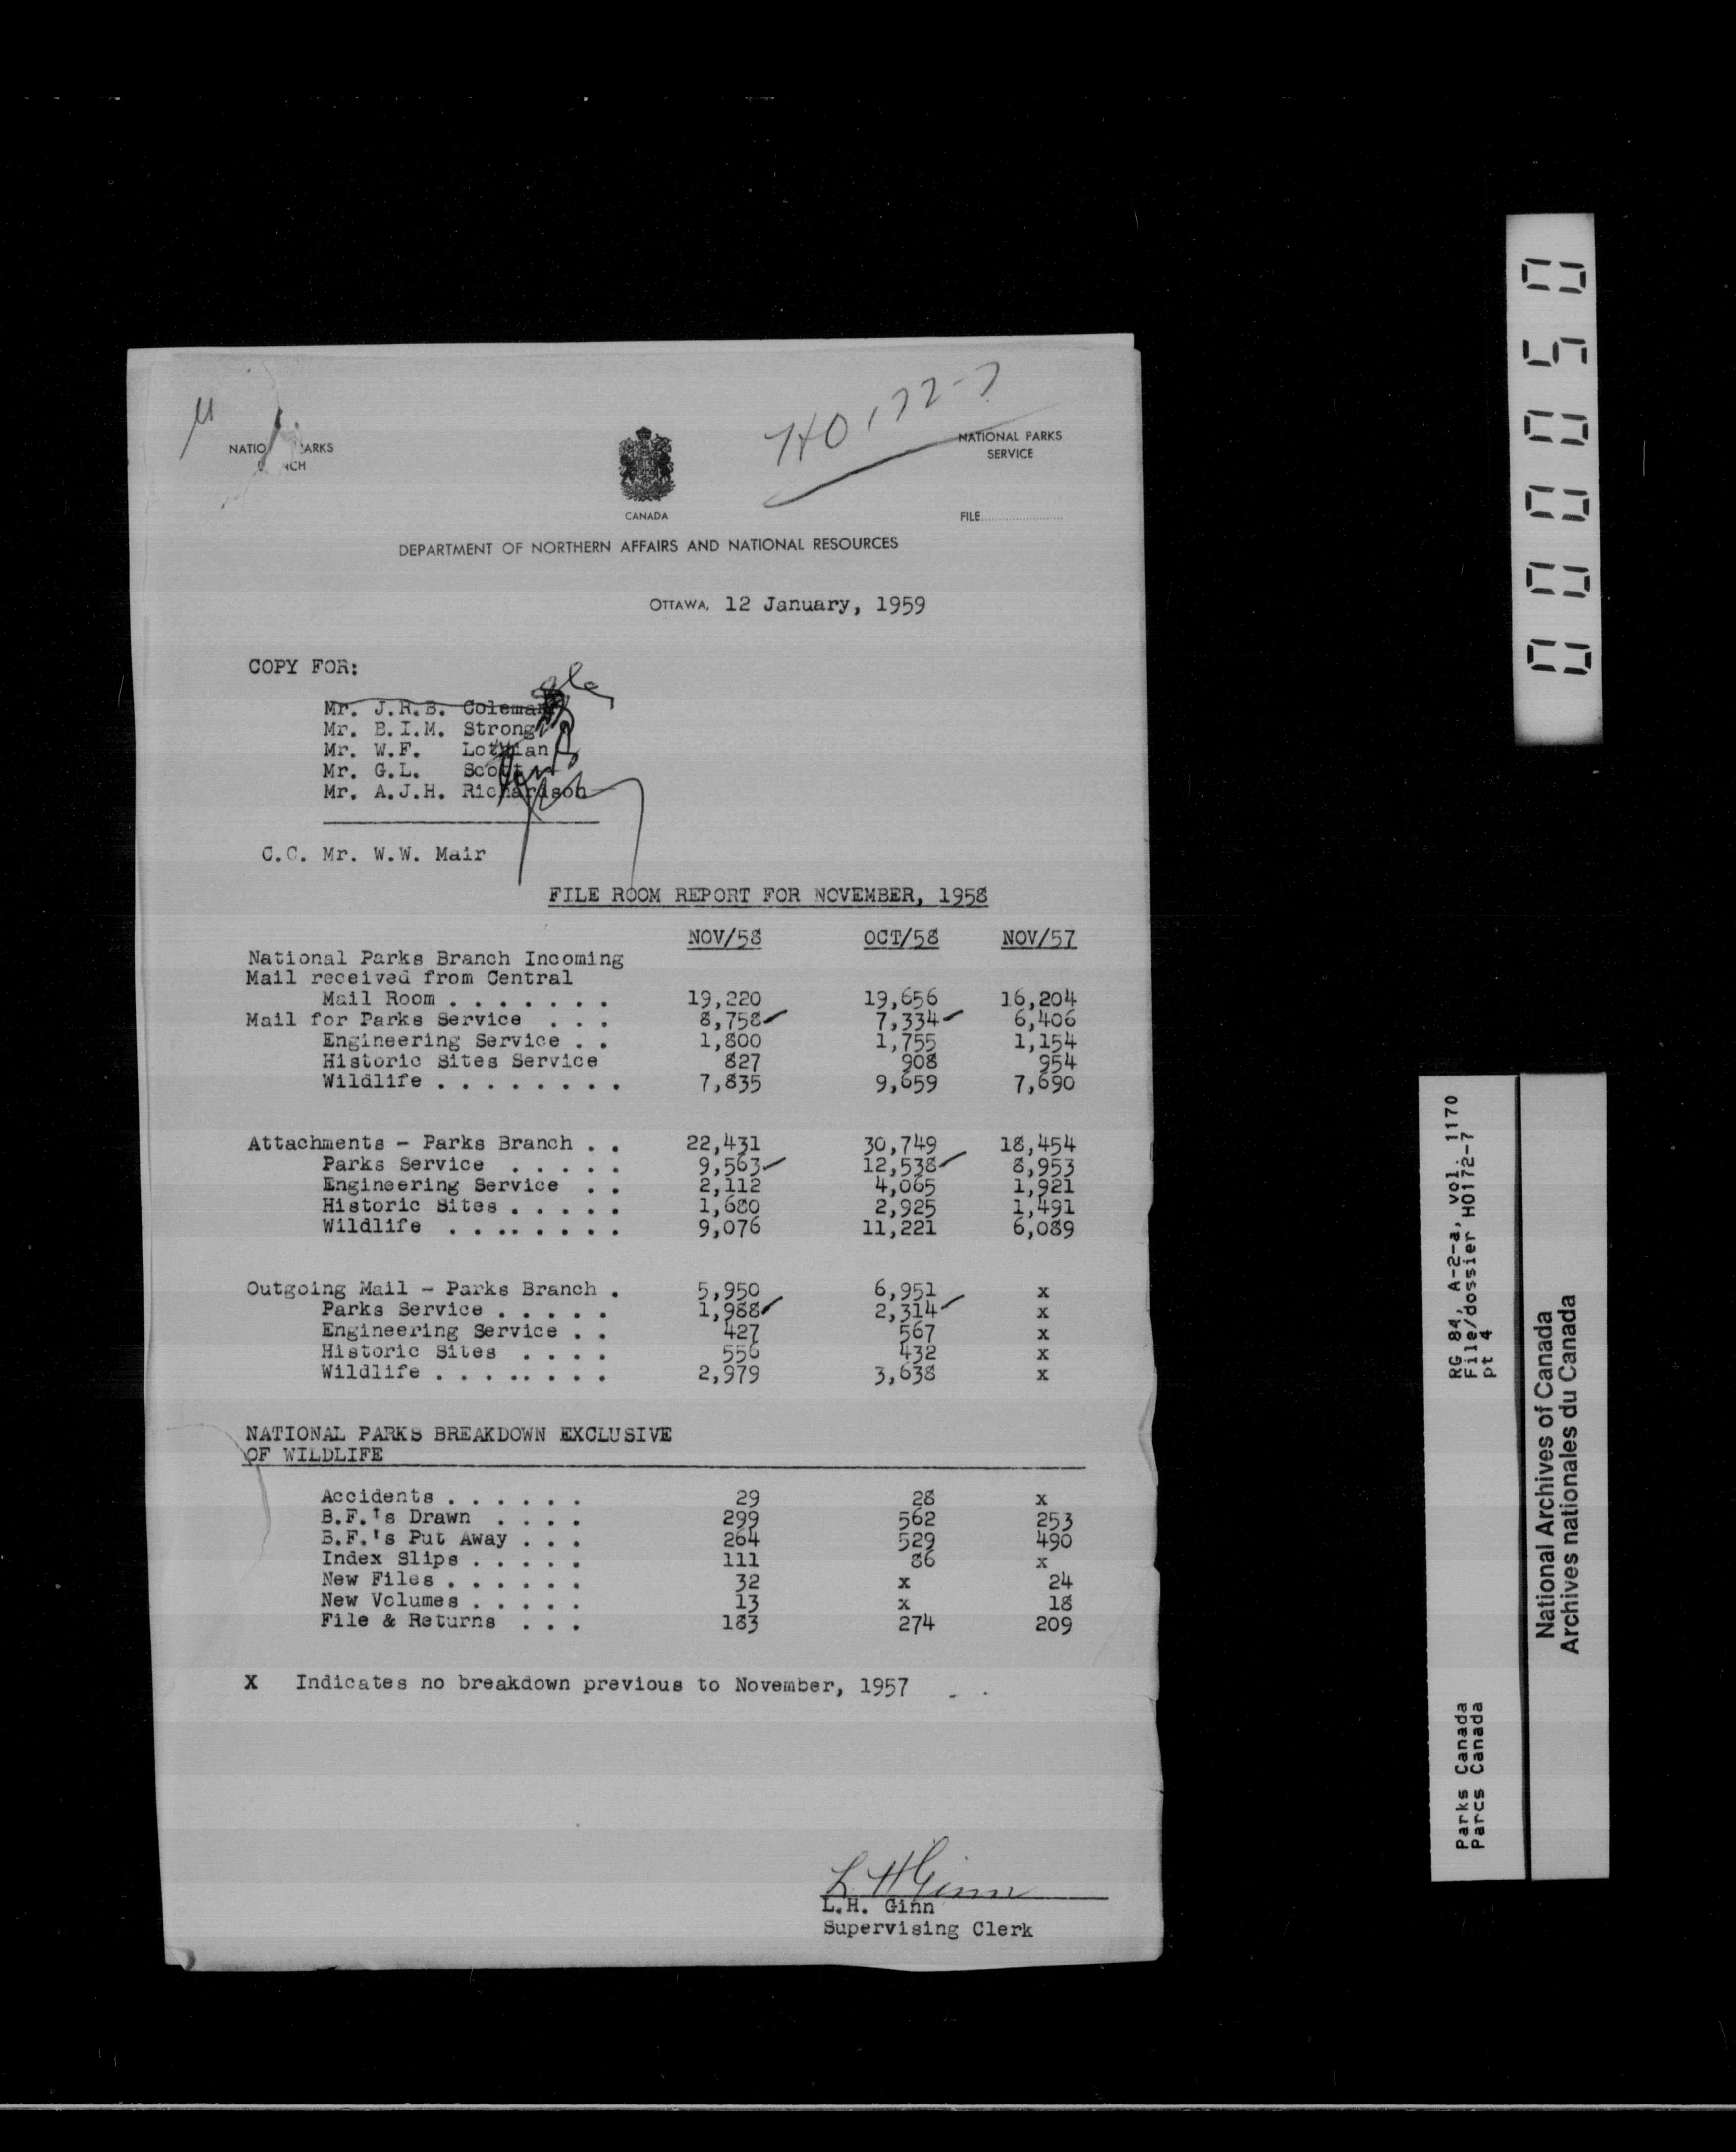 HO172-7
NATIO ARKS
NCH
NATIONAL PARKS
SERVICE
CANADA
FILE......................
DEPARTMENT OF NORTHERN AFFAIRS AND NATIONAL RESOURCES
OTTAWA, 12 January, 1959
COPY FOR:
Mr. J.R.B. Coleman
Mr. B.I.M. Strong
Mr. W.F. Lothian
Mr. G.L. Scott
Mr. A.J.H. Richardson
C.C. Mr. W.W. Mair
FILE ROOM REPORT FOR NOVEMBER, 1958
NOV/58 OCT/58 NOV/57
National Parks Branch Incoming
Mail received from Central
Mail Room . . . . . . . 19,220 19,656 16,204
Mail for Parks Service . . . 8,758✓ 7,334✓ 6,406
Engineering Service . . 1,800 1,755 1,154
Historic Sites Service 827 908 954
Wildlife . . . . . . . . 7,835 9,659 7,690
Attachments - Parks Branch . . 22,431 30,749 18,454
Parks Service . . . . . 9,563✓ 12,538✓ 8,953
Engineering Service . . 2,112 4,065 1,921
Historic Sites . . . . . 1,680 2,925 1,491
Wildlife . . . . . . . . 9,076 11,221 6,089
Outgoing Mail - Parks Branch . 5,950 6,951 x
Parks Service . . . . . 1,988✓ 2,314✓ x
Engineering Service . . 427 567 x
Historic Sites . . . . 556 432 x
Wildlife . . . . . . . . 2,979 3,638 x
NATIONAL PARKS BREAKDOWN EXCLUSIVE
OF WILDLIFE
Accidents . . . . . . 29 28 x
B.F.'s Drawn . . . . 299 562 253
B.F.'s Put Away . . . 264 529 490
Index Slips . . . . . 111 86 x
New Files . . . . . . 32 x 24
New Volumes . . . . . 13 x 18
File & Returns . . . 183 274 209
X Indicates no breakdown previous to November, 1957
L H Ginn
L.H. Ginn
Supervising Clerk
000050
RG 84, A-2-a, vol. 1170
File/dossier H0172-7
pt 4
Parks Canada
Parcs Canada
National Archives of Canada
Archives nationales du Canada